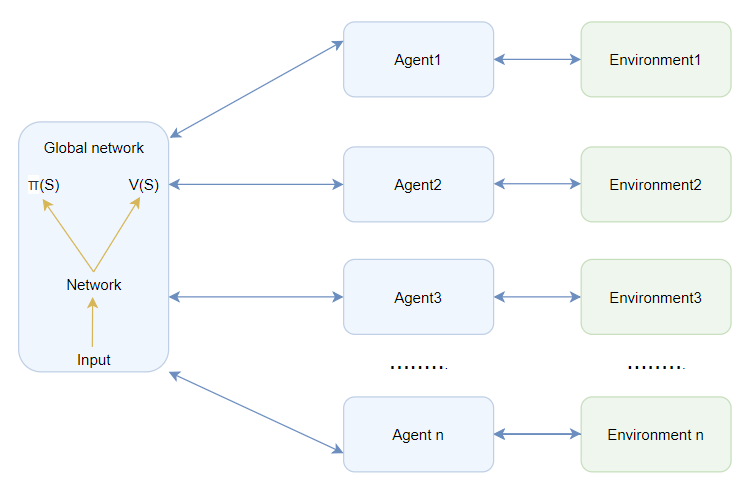 Agent1
Environment1
Global network
π(S)
V(S)
Agent2
Environment2
Network
Agent3
Environment3
Input
.........
.........
Agent n
Environment n